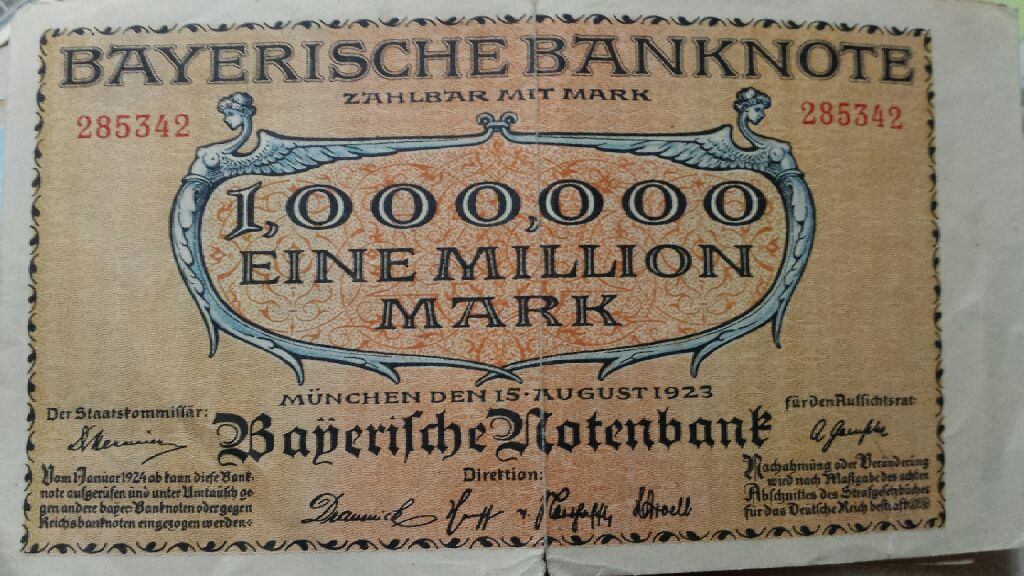 BAYERISCHE BANKNOTE
ZAHLBAR MIT MARK
285342
285342
1,000,000
EINE MILLION
MARK
MÜNCHEN DEN 15·AUGUST 1923
Der Staatskommissär:
für den Aufsichtsrat:
Bayerische Notenbank
Direktion:
Vom 1 Januar 1924 ab kann diese Bank-
note aufgerufen und unter Umtausch ge-
gen andere bayer. Banknoten oder gegen
Reichsbanknoten eingezogen werden
Nachahmung oder Veränderung
wird nach Maßgabe des achten
Abschnittes des Strafgesetzbuches
für das Deutsche Reich bestraft